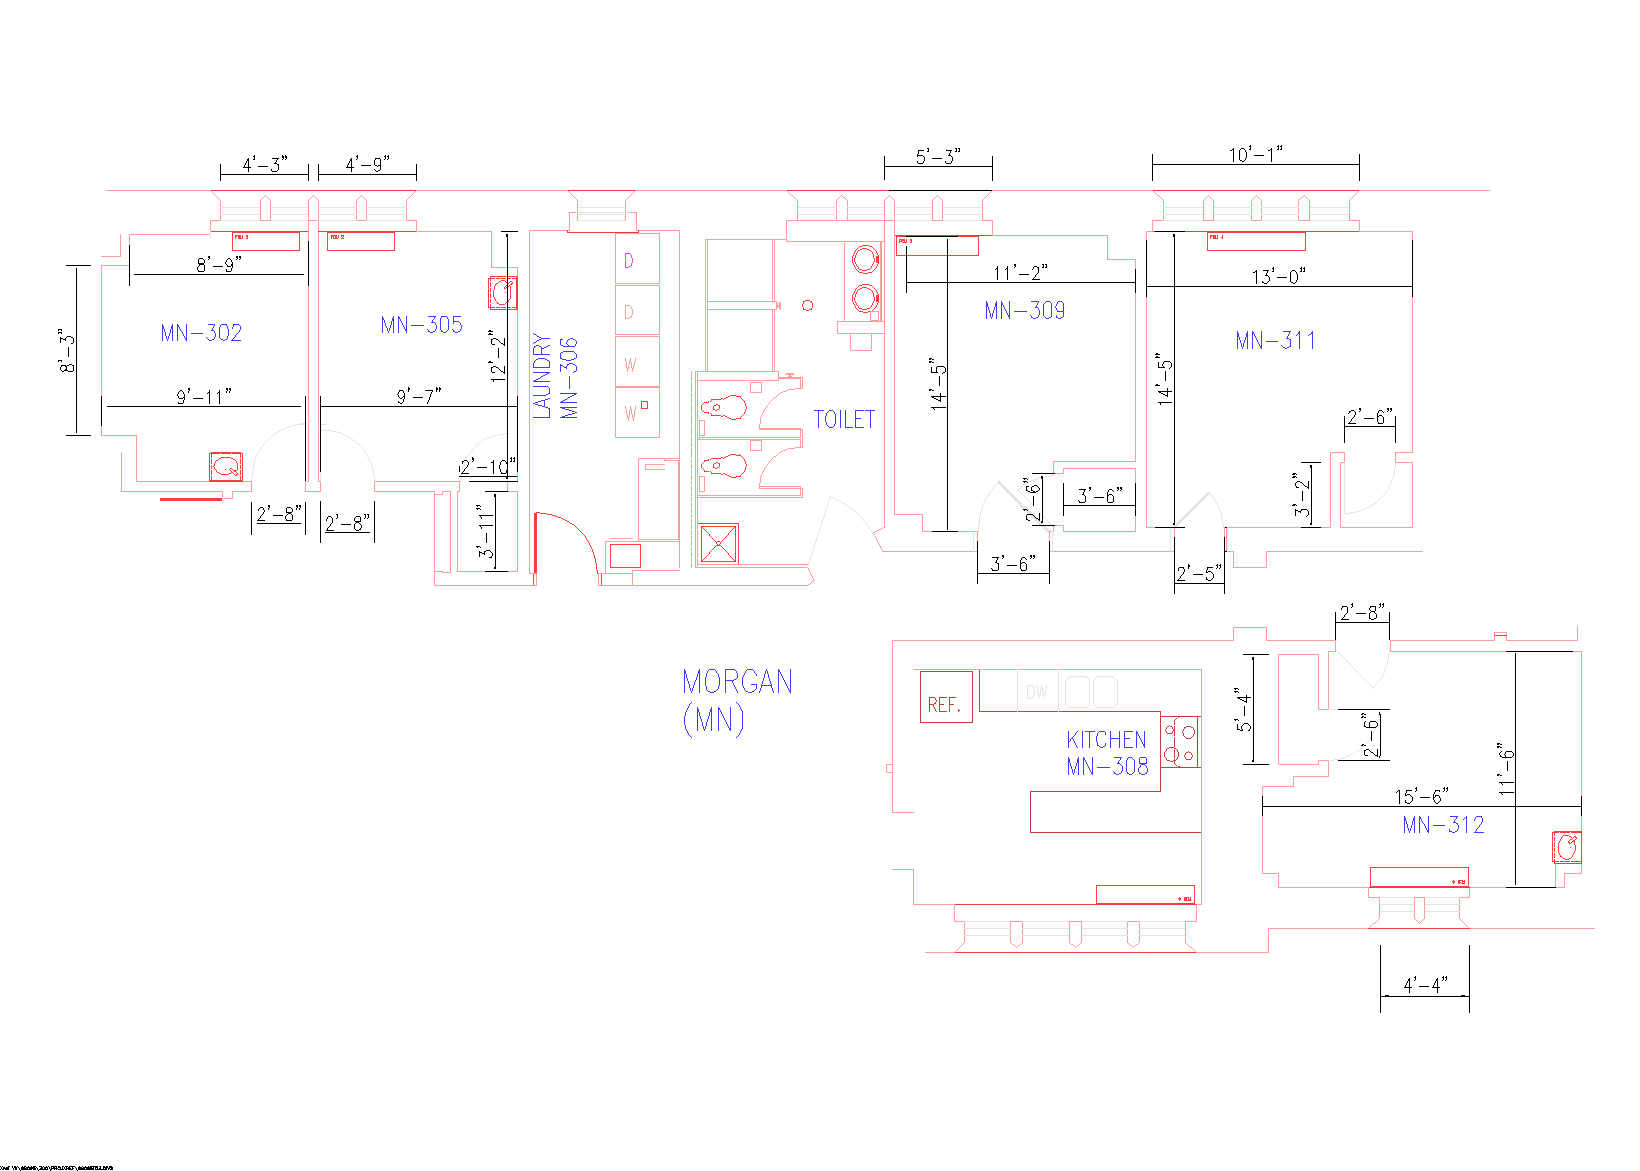 4'-3"
4'-9"
5'-3"
10'-1"
FCU 2
8'-9"
11'-2"
13'-0"
MN-302
MN-305
MN-309
MN-311
8'-3"
12'-2"
LAUNDRY
MN-306
D
D
W
W
14'-5"
14'-5"
9'-11"
9'-7"
TOILET
2'-6"
2'-10"
2'-6"
3'-6"
3'-2"
2'-8"
2'-8"
3'-11"
3'-6"
2'-5"
2'-8"
MORGAN
(MN)
REF.
DW
KITCHEN
MN-308
5'-4"
2'-6"
11'-6"
15'-6"
MN-312
4'-4"